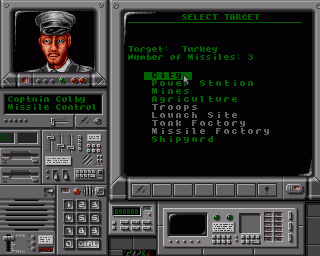 SELECT TARGET
Target: Turkey
Number of Missiles: 3
City
Power Station
Mines
Agriculture
Troops
Launch Site
Tank Factory
Missile Factory
Shipyard
Captain Colby
Missile Control
DIAL